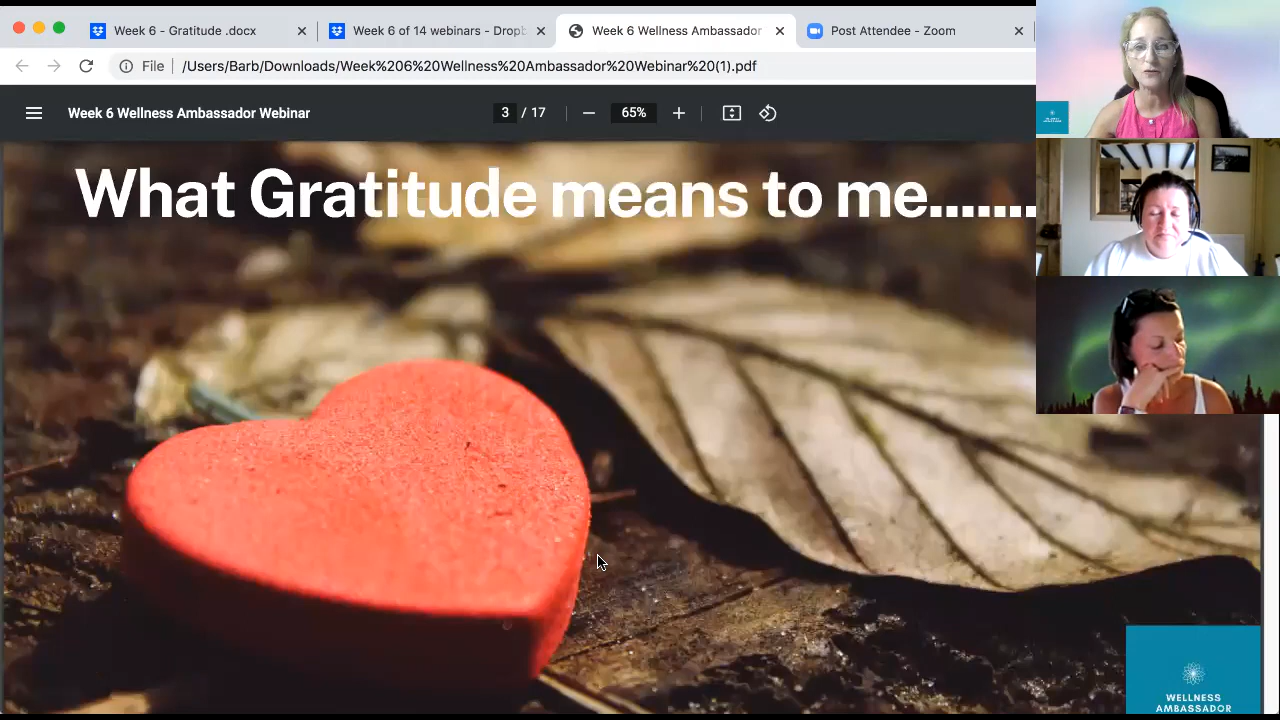 Week 6 - Gratitude .docx
Week 6 of 14 webinars - Dropb
Week 6 Wellness Ambassador
Post Attendee - Zoom
File
/Users/Barb/Downloads/Week%206%20Wellness%20Ambassador%20Webinar%20(1).pdf
Week 6 Wellness Ambassador Webinar
3 / 17
65%
What Gratitude means to me.......
WELLNESS
AMBASSADOR